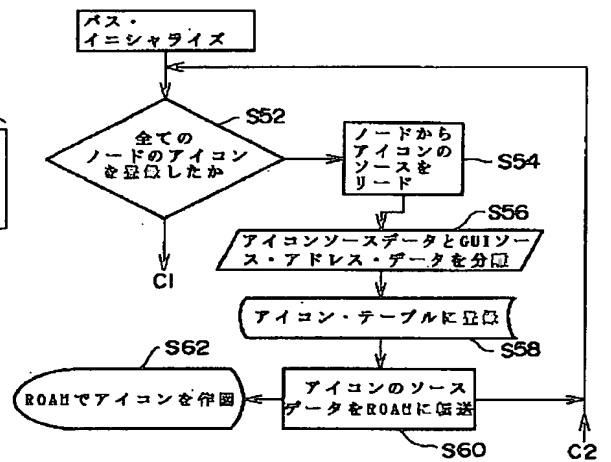 バス・
イニシャライズ
S52
全ての
ノードのアイコン
を登録したか
ノードから
アイコンの
ソースを
リード
S54
S56
アイコンソースデータとGUIソー
ス・アドレス・データを分離
C1
アイコン・テーブルに登録
S58
S62
ROAMでアイコンを作図
アイコンのソース
データをROAMに転送
S60
C2